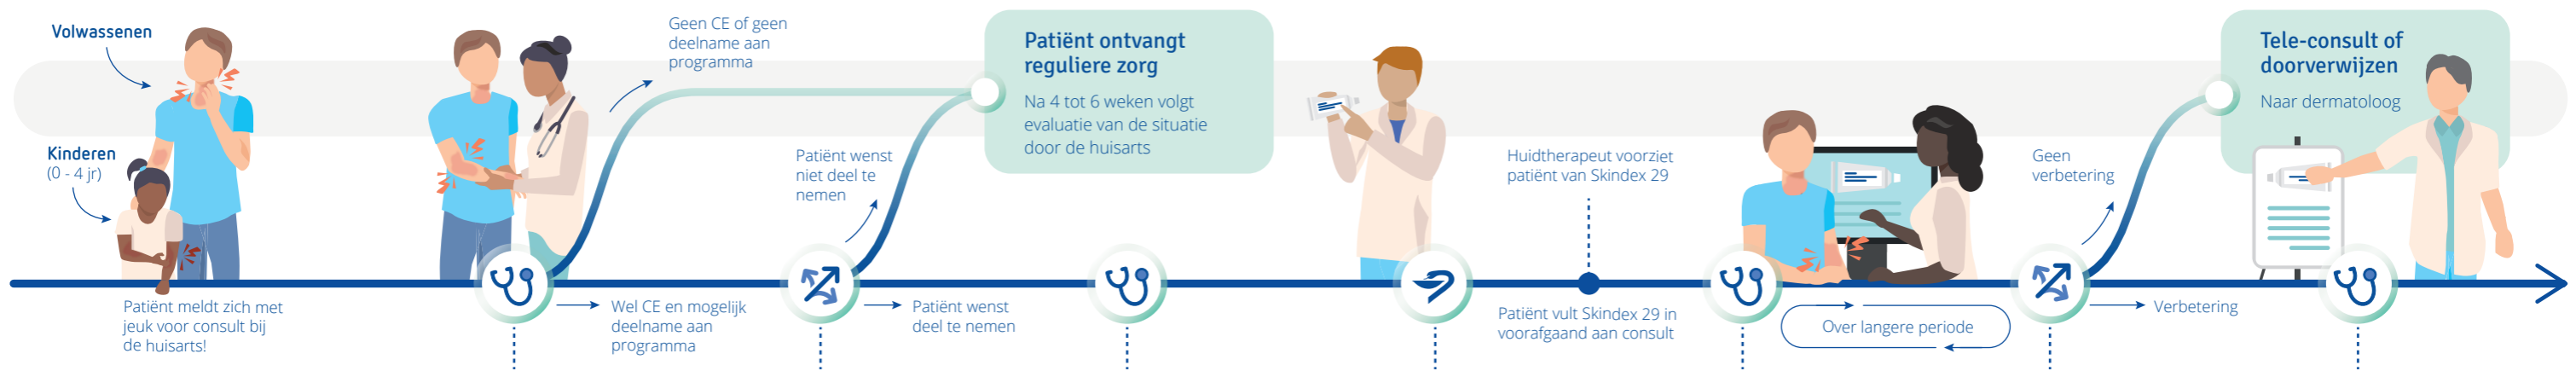 Volwassenen
Kinderen
(0 - 4 jr)
Patiënt meldt zich met
jeuk voor consult bij
de huisarts!
Geen CE of geen
deelname aan
programma
Wel CE en mogelijk
deelname aan
programma
Patiënt wenst
niet deel te
nemen
Patiënt wenst
deel te nemen
Patiënt ontvangt
reguliere zorg
Na 4 tot 6 weken volgt
evaluatie van de situatie
door de huisarts
Huidtherapeut voorziet
patiënt van Skindex 29
Patiënt vult Skindex 29 in
voorafgaand aan consult
Over langere periode
Geen
verbetering
Verbetering
Tele-consult of
doorverwijzen
Naar dermatoloog